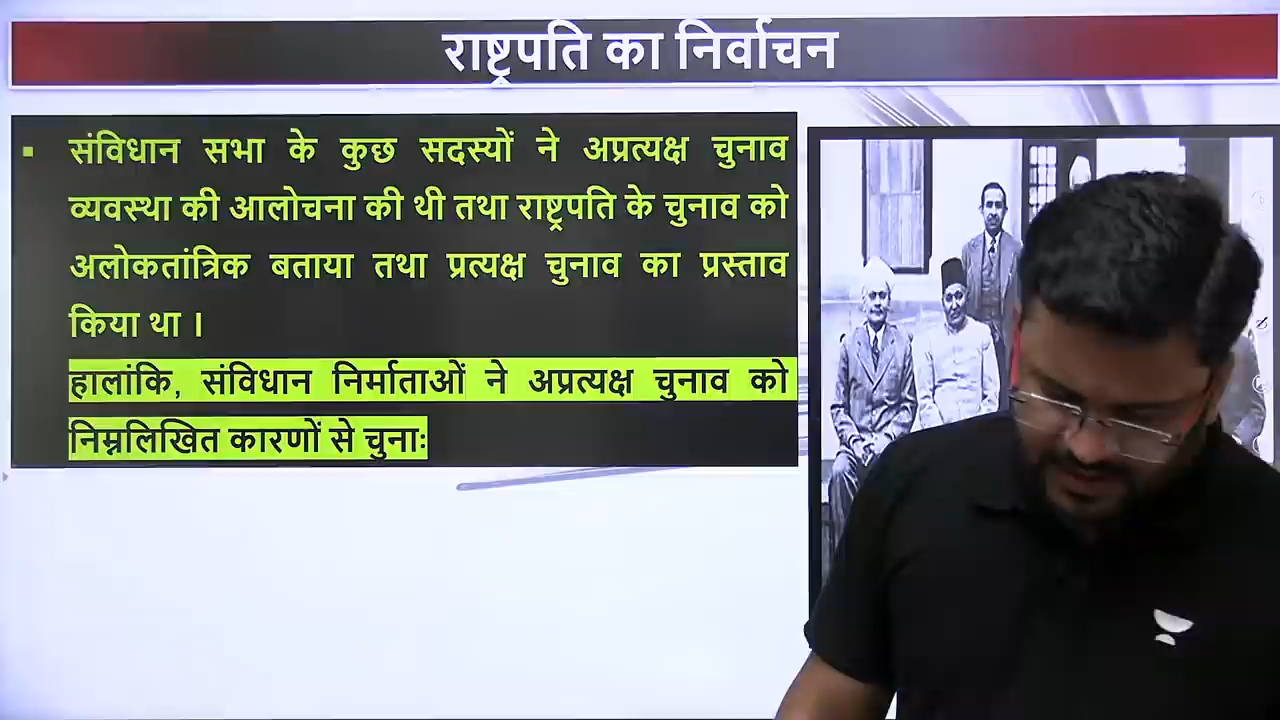 राष्ट्रपति का निर्वाचन
▪ संविधान सभा के कुछ सदस्यों ने अप्रत्यक्ष चुनाव
व्यवस्था की आलोचना की थी तथा राष्ट्रपति के चुनाव को
अलोकतांत्रिक बताया तथा प्रत्यक्ष चुनाव का प्रस्ताव
किया था ।
हालांकि, संविधान निर्माताओं ने अप्रत्यक्ष चुनाव को
निम्नलिखित कारणों से चुनाः